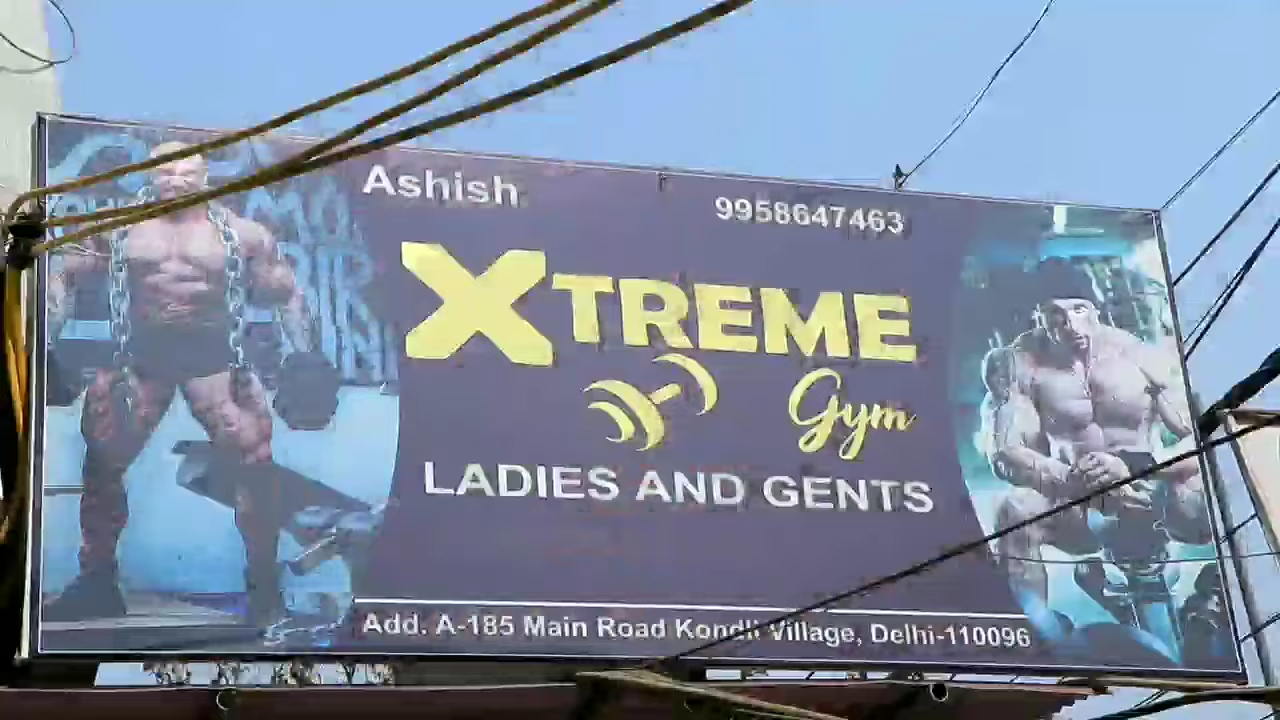 Ashish
9958647463
XTREME
Gym
LADIES AND GENTS
Add. A-185 Main Road Kondli Village, Delhi-110096